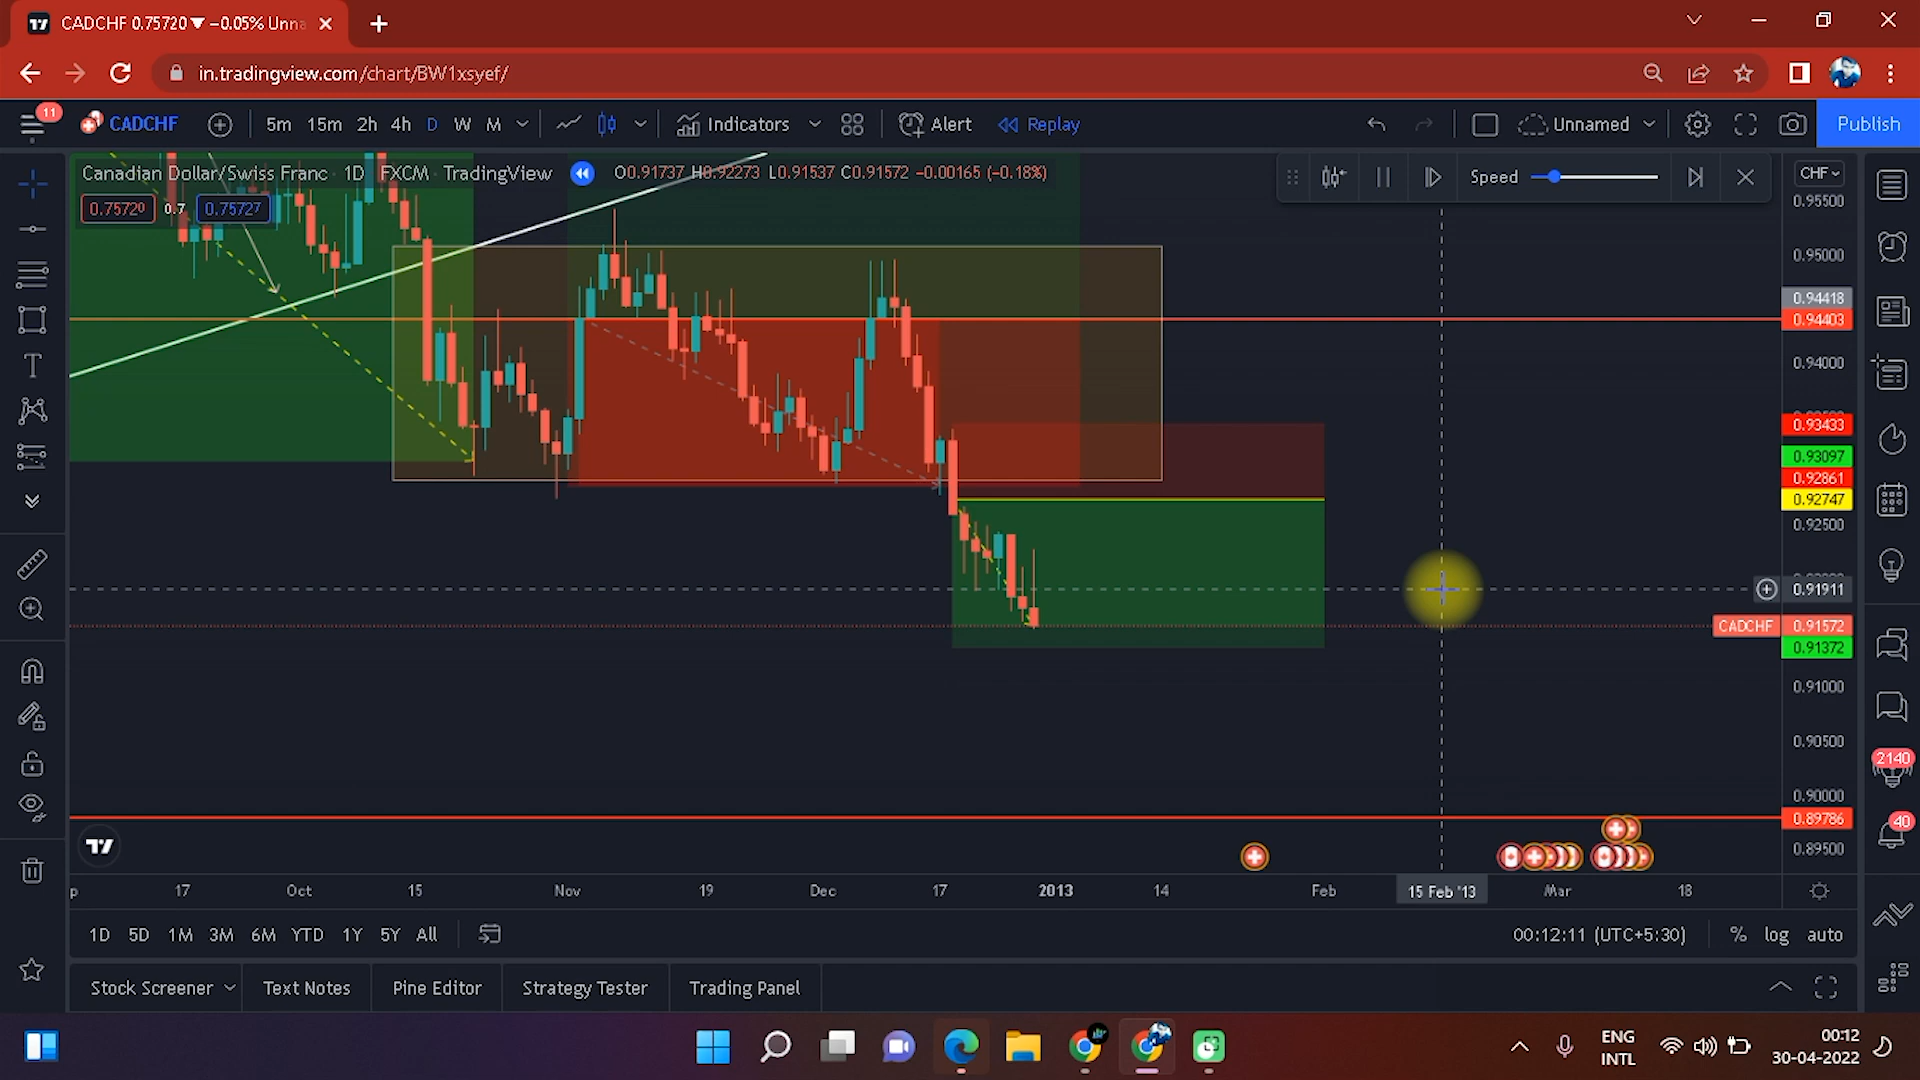 CADCHF 0.75720 ▼ −0.05% Unna
in.tradingview.com/chart/BW1xsyef/
11
CADCHF 5m 15m 2h 4h D W M Indicators Alert Replay Unnamed Publish
Canadian Dollar/Swiss Franc · 1D · FXCM · TradingView O0.91737 H0.92273 L0.91537 C0.91572 −0.00165 (−0.18%)
Speed
CHF
0.75720 0.7 0.75727
0.95500
0.95000
0.94418
0.94403
0.94000
0.93433
0.93097
0.92861
0.92747
0.92500
0.91911
CADCHF 0.91572
0.91372
0.91000
0.90500
0.90000
0.89786
0.89500
2140
40
p 17 Oct 15 Nov 19 Dec 17 2013 14 Feb 15 Feb '13 Mar 18
1D 5D 1M 3M 6M YTD 1Y 5Y All 00:12:11 (UTC+5:30) % log auto
Stock Screener Text Notes Pine Editor Strategy Tester Trading Panel
ENG
INTL
00:12
30-04-2022